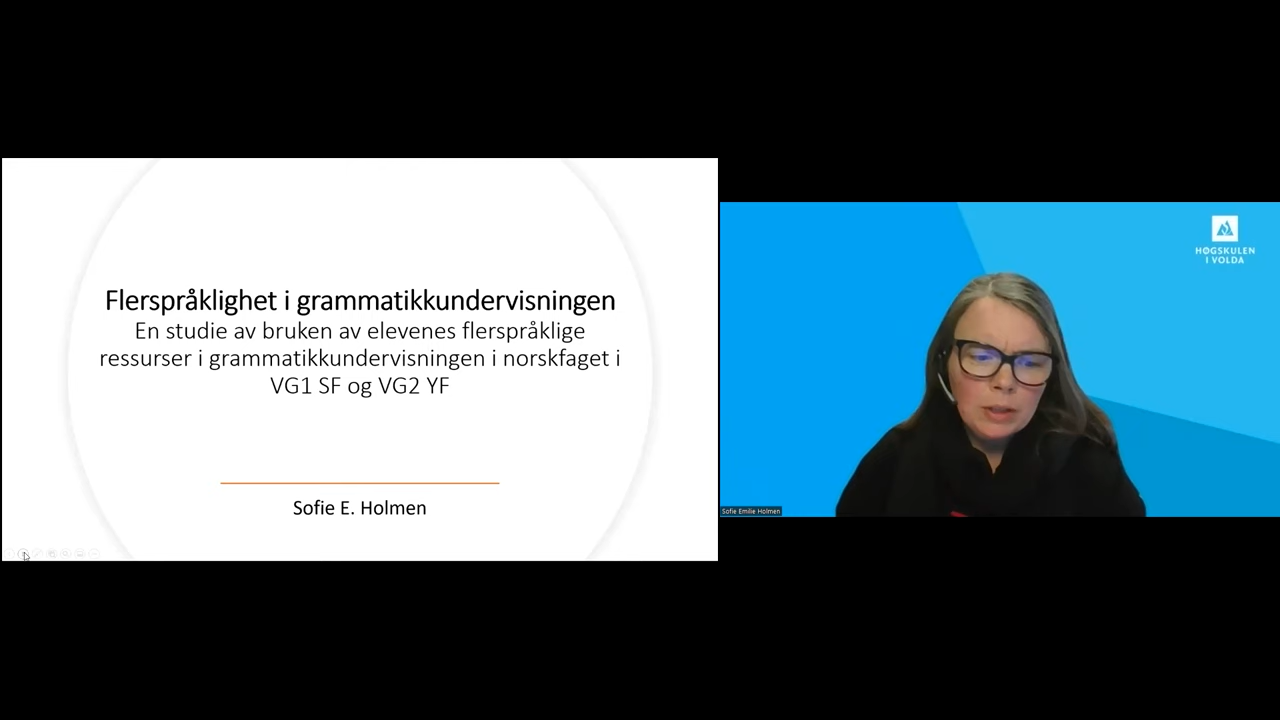 Flerspråklighet i grammatikkundervisningen
En studie av bruken av elevenes flerspråklige
ressurser i grammatikkundervisningen i norskfaget i
VG1 SF og VG2 YF
Sofie E. Holmen
HØGSKULEN
I VOLDA
Sofie Emilie Holmen